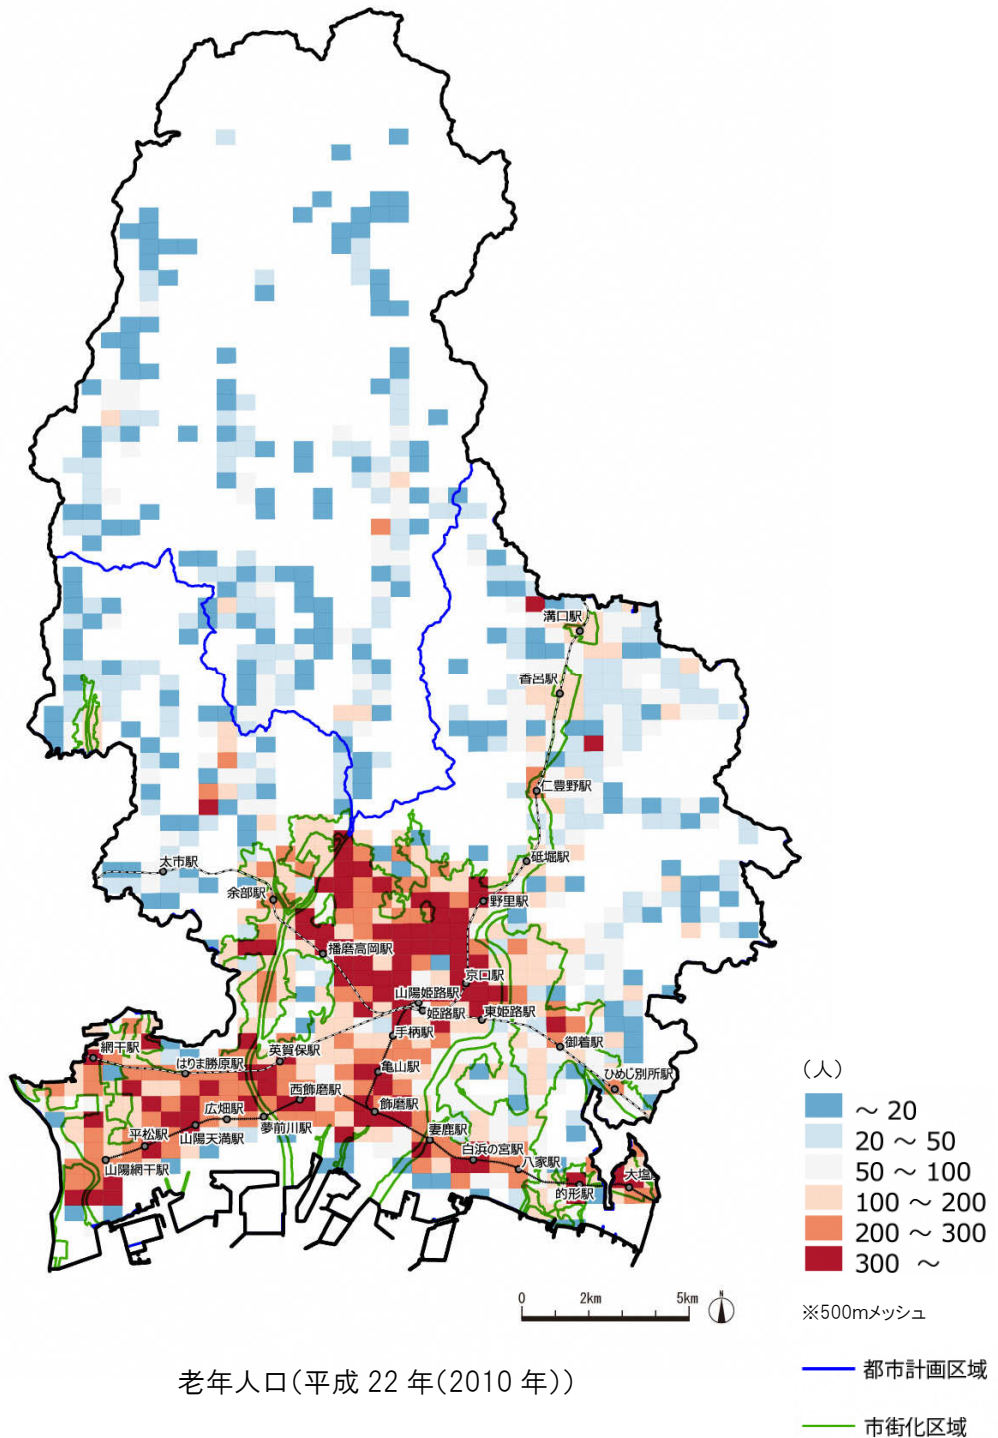 溝口駅
香呂駅
仁豊野駅
砥堀駅
太市駅
余部駅
野里駅
播磨高岡駅
京口駅
山陽姫路駅
姫路駅
東姫路駅
手柄駅
御着駅
網干駅
英賀保駅
はりま勝原駅
亀山駅
ひめじ別所駅
西飾磨駅
広畑駅
飾磨駅
夢前川駅
妻鹿駅
平松駅
山陽天満駅
白浜の宮駅
八家駅
山陽網干駅
大塩
的形駅
(人)
～ 20
20 ～ 50
50 ～ 100
100 ～ 200
200 ～ 300
300 ～
※500mメッシュ
0 2km 5km
N
都市計画区域
市街化区域
老年人口(平成 22 年(2010 年))